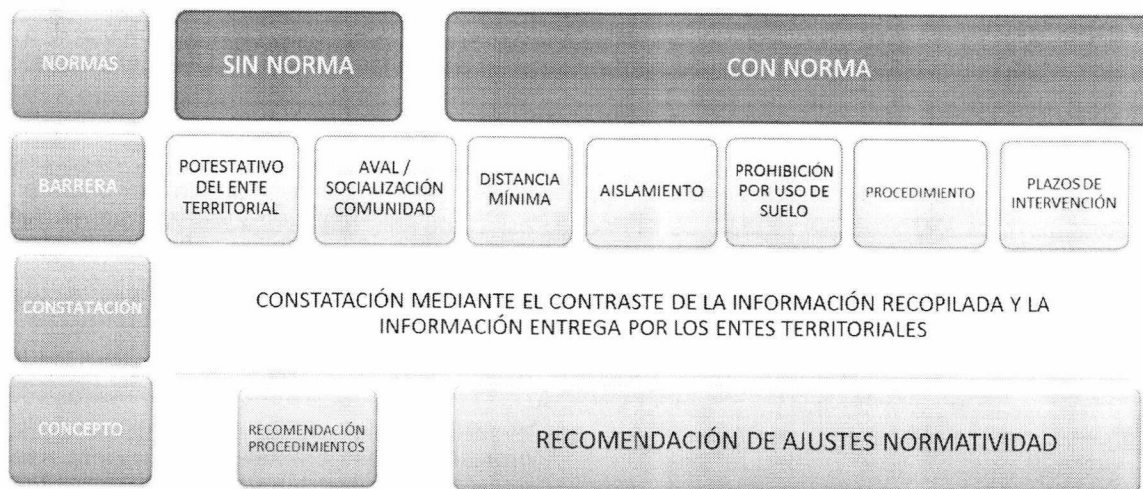 NORMAS
SIN NORMA
CON NORMA
BARRERA
POTESTATIVO
DEL ENTE
TERRITORIAL
AVAL /
SOCIALIZACIÓN
COMUNIDAD
DISTANCIA
MÍNIMA
AISLAMIENTO
PROHIBICIÓN
POR USO DE
SUELO
PROCEDIMIENTO
PLAZOS DE
INTERVENCIÓN
CONSTATACIÓN
CONSTATACIÓN MEDIANTE EL CONTRASTE DE LA INFORMACIÓN RECOPILADA Y LA
INFORMACIÓN ENTREGA POR LOS ENTES TERRITORIALES
CONCEPTO
RECOMENDACIÓN
PROCEDIMIENTOS
RECOMENDACIÓN DE AJUSTES NORMATIVIDAD